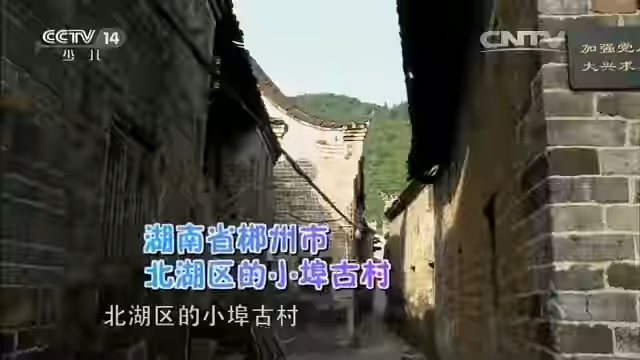 CCTV 14
少儿
CNTV
加强党
大兴求
湖南省郴州市
北湖区的小埠古村
北湖区的小埠古村